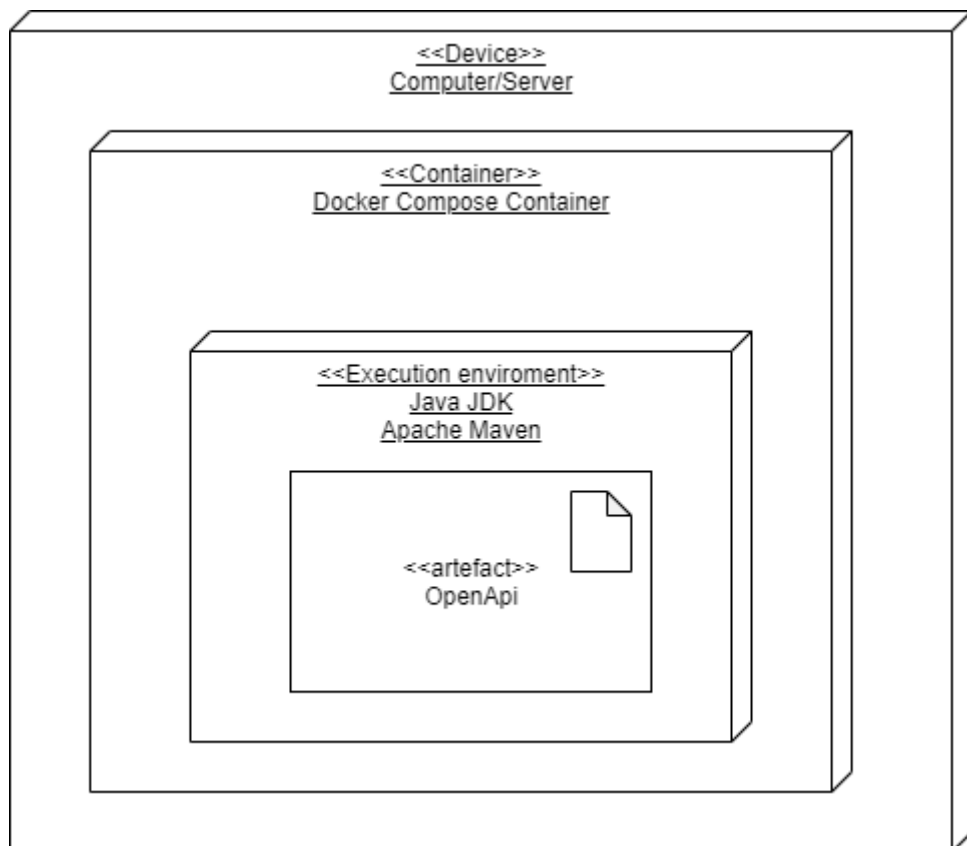 <<Device>>
Computer/Server
<<Container>>
Docker Compose Container
<<Execution enviroment>>
Java JDK
Apache Maven
<<artefact>>
OpenApi